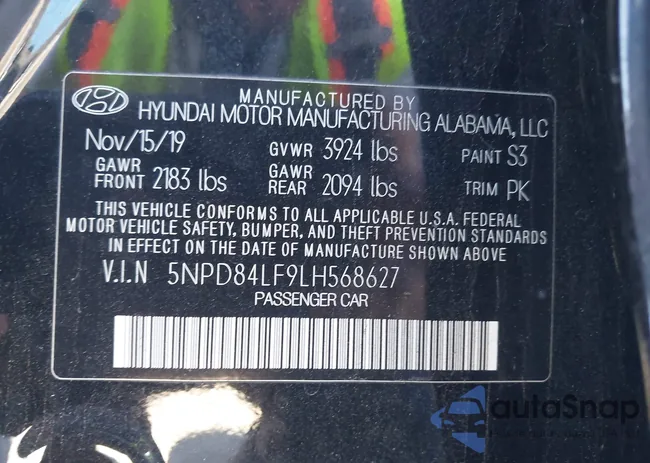 MANUFACTURED BY
HYUNDAI MOTOR MANUFACTURING ALABAMA, LLC
Nov/15/19 GVWR 3924 lbs PAINT S3
GAWR FRONT 2183 lbs GAWR REAR 2094 lbs TRIM PK
THIS VEHICLE CONFORMS TO ALL APPLICABLE U.S.A. FEDERAL
MOTOR VEHICLE SAFETY, BUMPER, AND THEFT PREVENTION STANDARDS
IN EFFECT ON THE DATE OF MANUFACTURE SHOWN ABOVE
V.I.N 5NPD84LF9LH568627
PASSENGER CAR
autoSnap